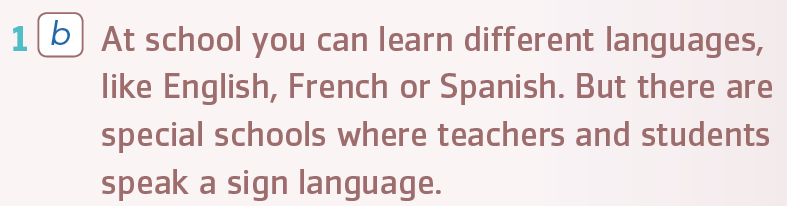 1 b At school you can learn different languages,
like English, French or Spanish. But there are
special schools where teachers and students
speak a sign language.